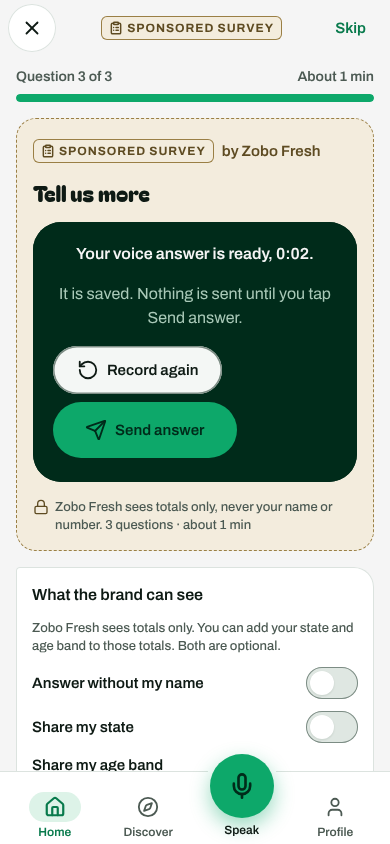 SPONSORED SURVEY
Skip
Question 3 of 3
About 1 min
SPONSORED SURVEY by Zobo Fresh
Tell us more
Your voice answer is ready, 0:02.
It is saved. Nothing is sent until you tap
Send answer.
Record again
Send answer
Zobo Fresh sees totals only, never your name or
number. 3 questions · about 1 min
What the brand can see
Zobo Fresh sees totals only. You can add your state and
age band to those totals. Both are optional.
Answer without my name
Share my state
Share my age band
Home
Discover
Speak
Profile